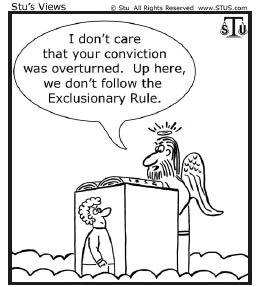 Stu's Views
© Stu. All Rights Reserved www.STUS.com
STU
I don't care
that your conviction
was overturned. Up here,
we don't follow the
Exclusionary Rule.